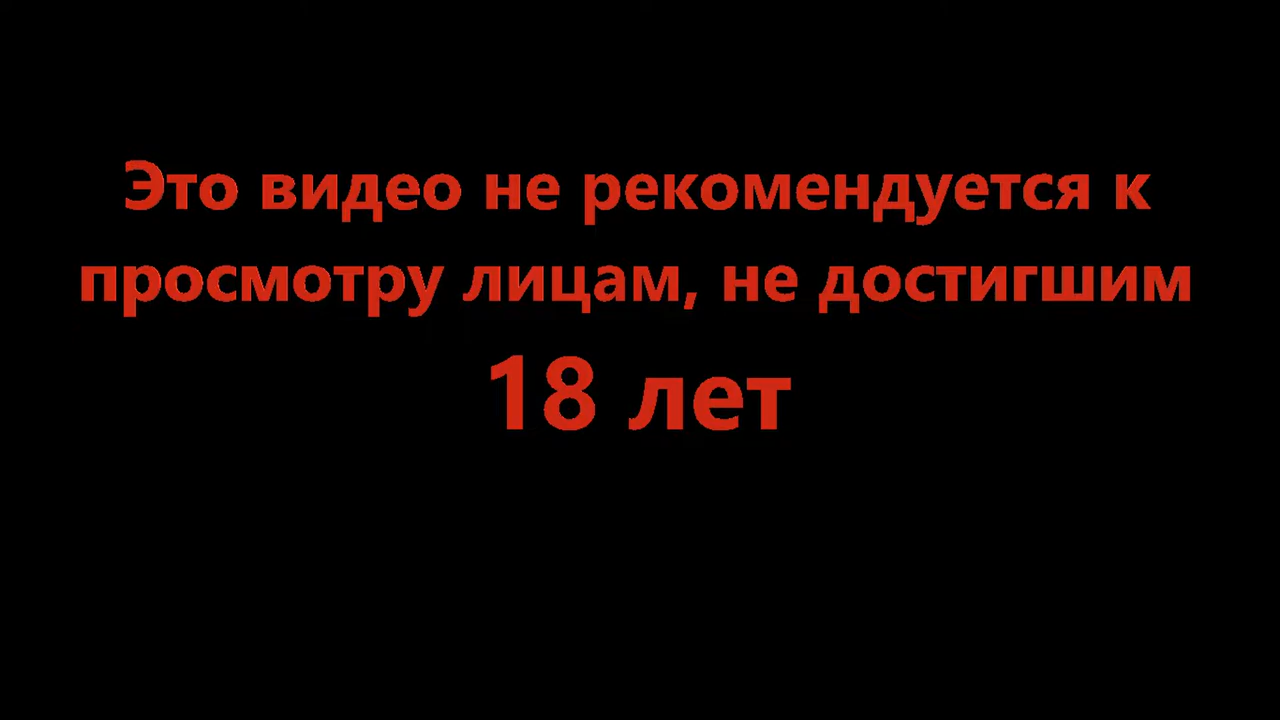 Это видео не рекомендуется к
просмотру лицам, не достигшим
18 лет